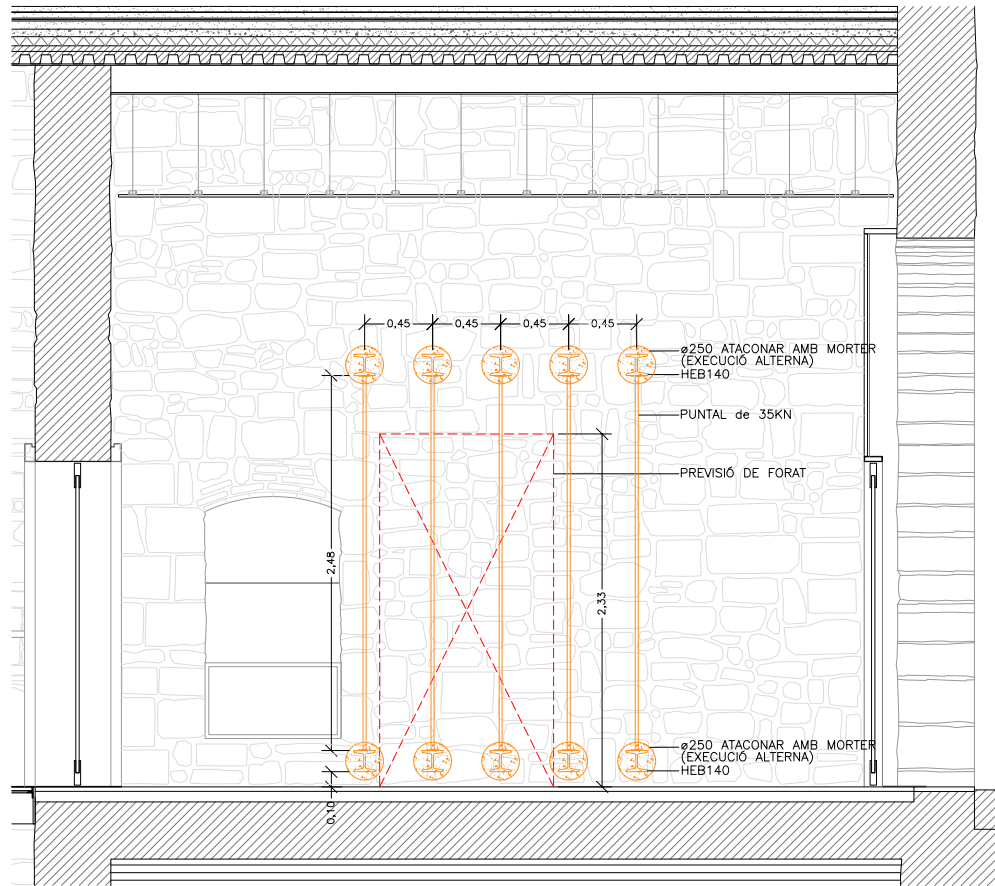 0,45
0,45
0,45
0,45
ø250 ATACONAR AMB MORTER
(EXECUCIÓ ALTERNA)
HEB140
PUNTAL de 35KN
PREVISIÓ DE FORAT
2,48
2,33
ø250 ATACONAR AMB MORTER
(EXECUCIÓ ALTERNA)
HEB140
0,10